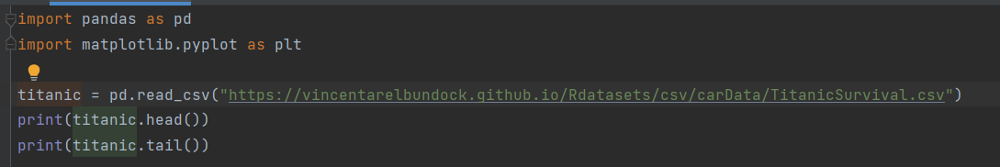 import pandas as pd
import matplotlib.pyplot as plt
titanic = pd.read_csv("https://vincentarelbundock.github.io/Rdatasets/csv/carData/TitanicSurvival.csv")
print(titanic.head())
print(titanic.tail())